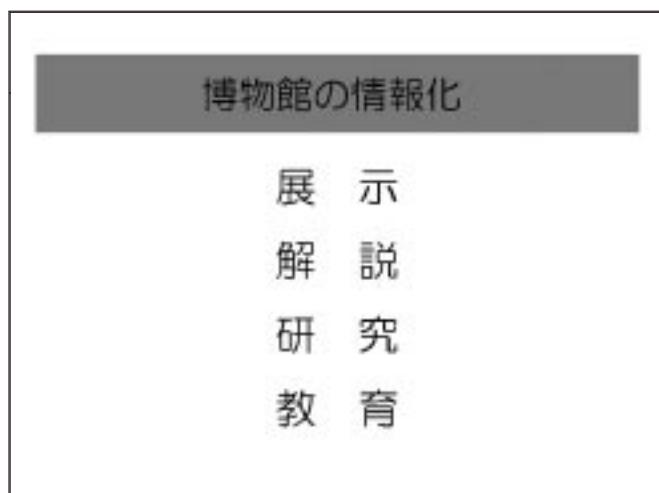 博物館の情報化
展　示
解　説
研　究
教　育